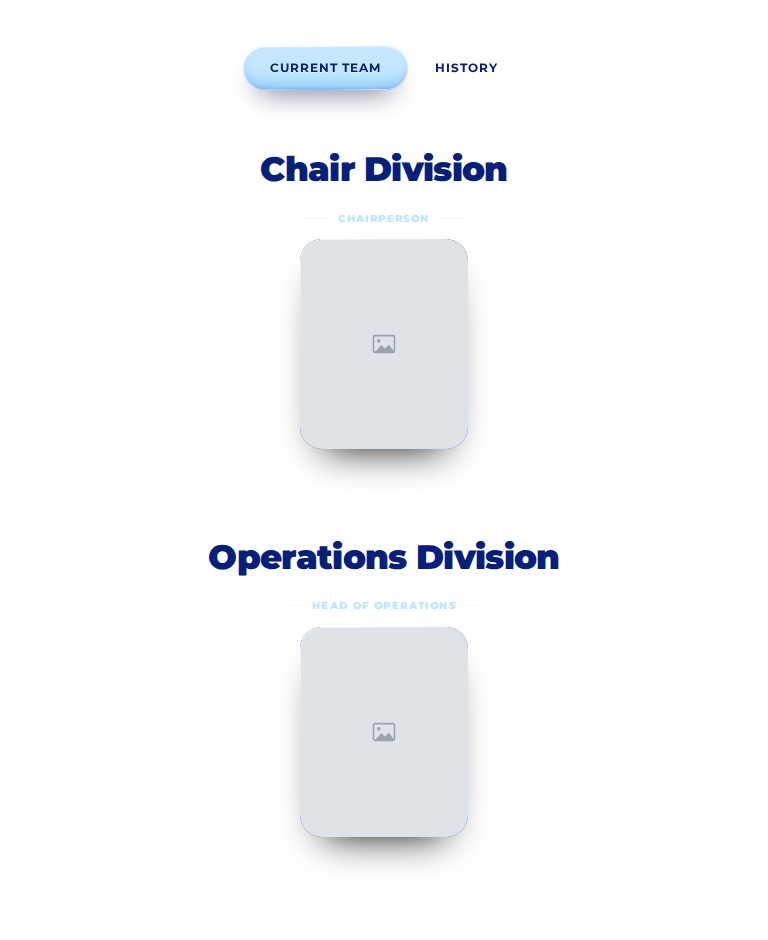 CURRENT TEAM
HISTORY
Chair Division
CHAIRPERSON
Operations Division
HEAD OF OPERATIONS